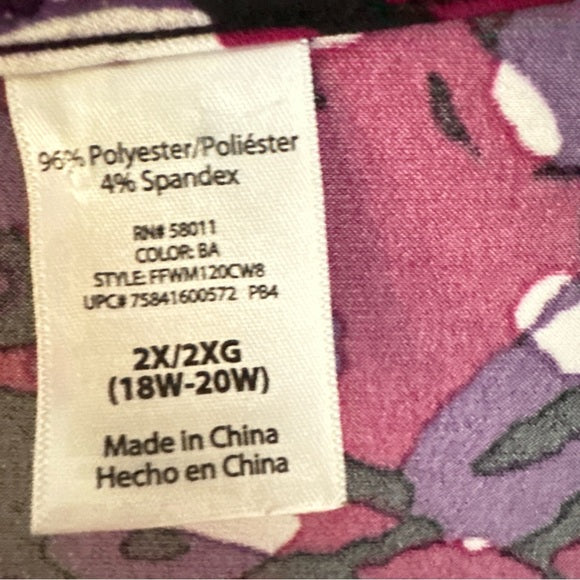 96% Polyester/Poliéster
4% Spandex
RN# 58011
COLOR: BA
STYLE: FFWM120CW8
UPC# 75841600572 PB4
2X/2XG
(18W-20W)
Made in China
Hecho en China